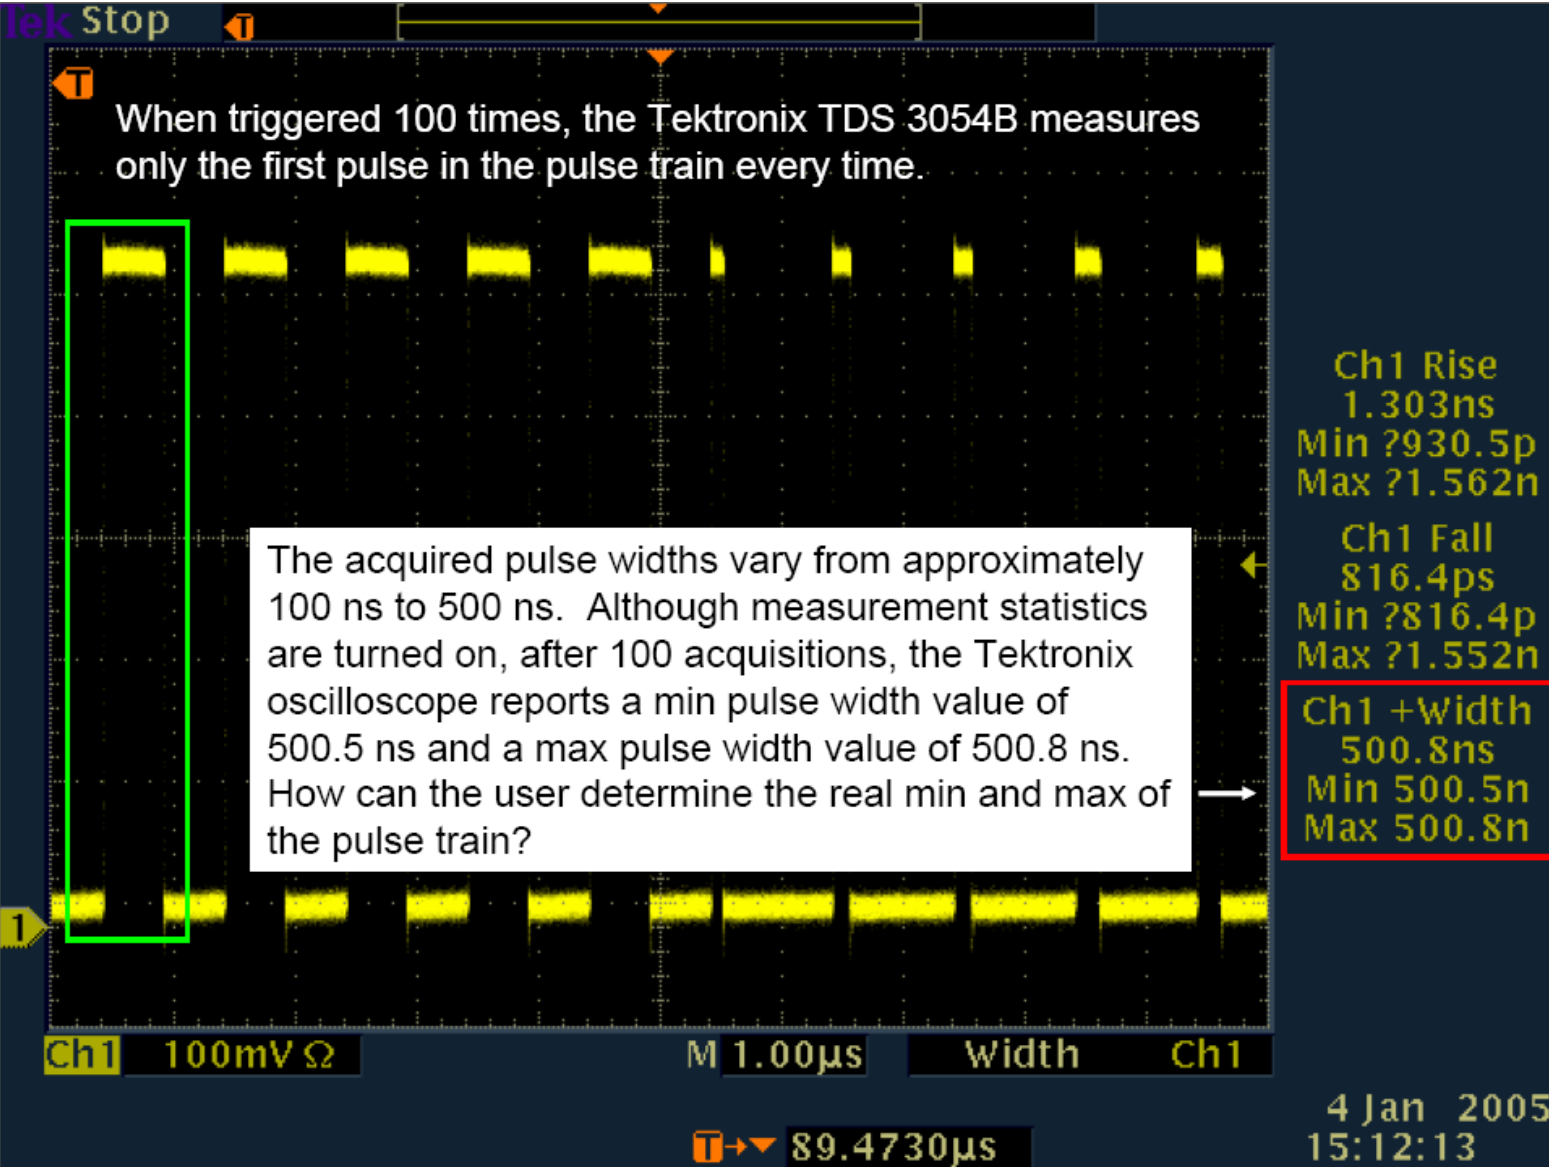 Tek Stop
T
T
When triggered 100 times, the Tektronix TDS 3054B measures
only the first pulse in the pulse train every time.
Ch1 Rise
1.303ns
Min ?930.5p
Max ?1.562n
Ch1 Fall
816.4ps
Min ?816.4p
Max ?1.552n
The acquired pulse widths vary from approximately
100 ns to 500 ns.  Although measurement statistics
are turned on, after 100 acquisitions, the Tektronix
oscilloscope reports a min pulse width value of
500.5 ns and a max pulse width value of 500.8 ns.
How can the user determine the real min and max of
the pulse train?
Ch1 +Width
500.8ns
Min 500.5n
Max 500.8n
1
Ch1 100mVΩ M 1.00µs Width Ch1
T 89.4730µs
4 Jan 2005
15:12:13